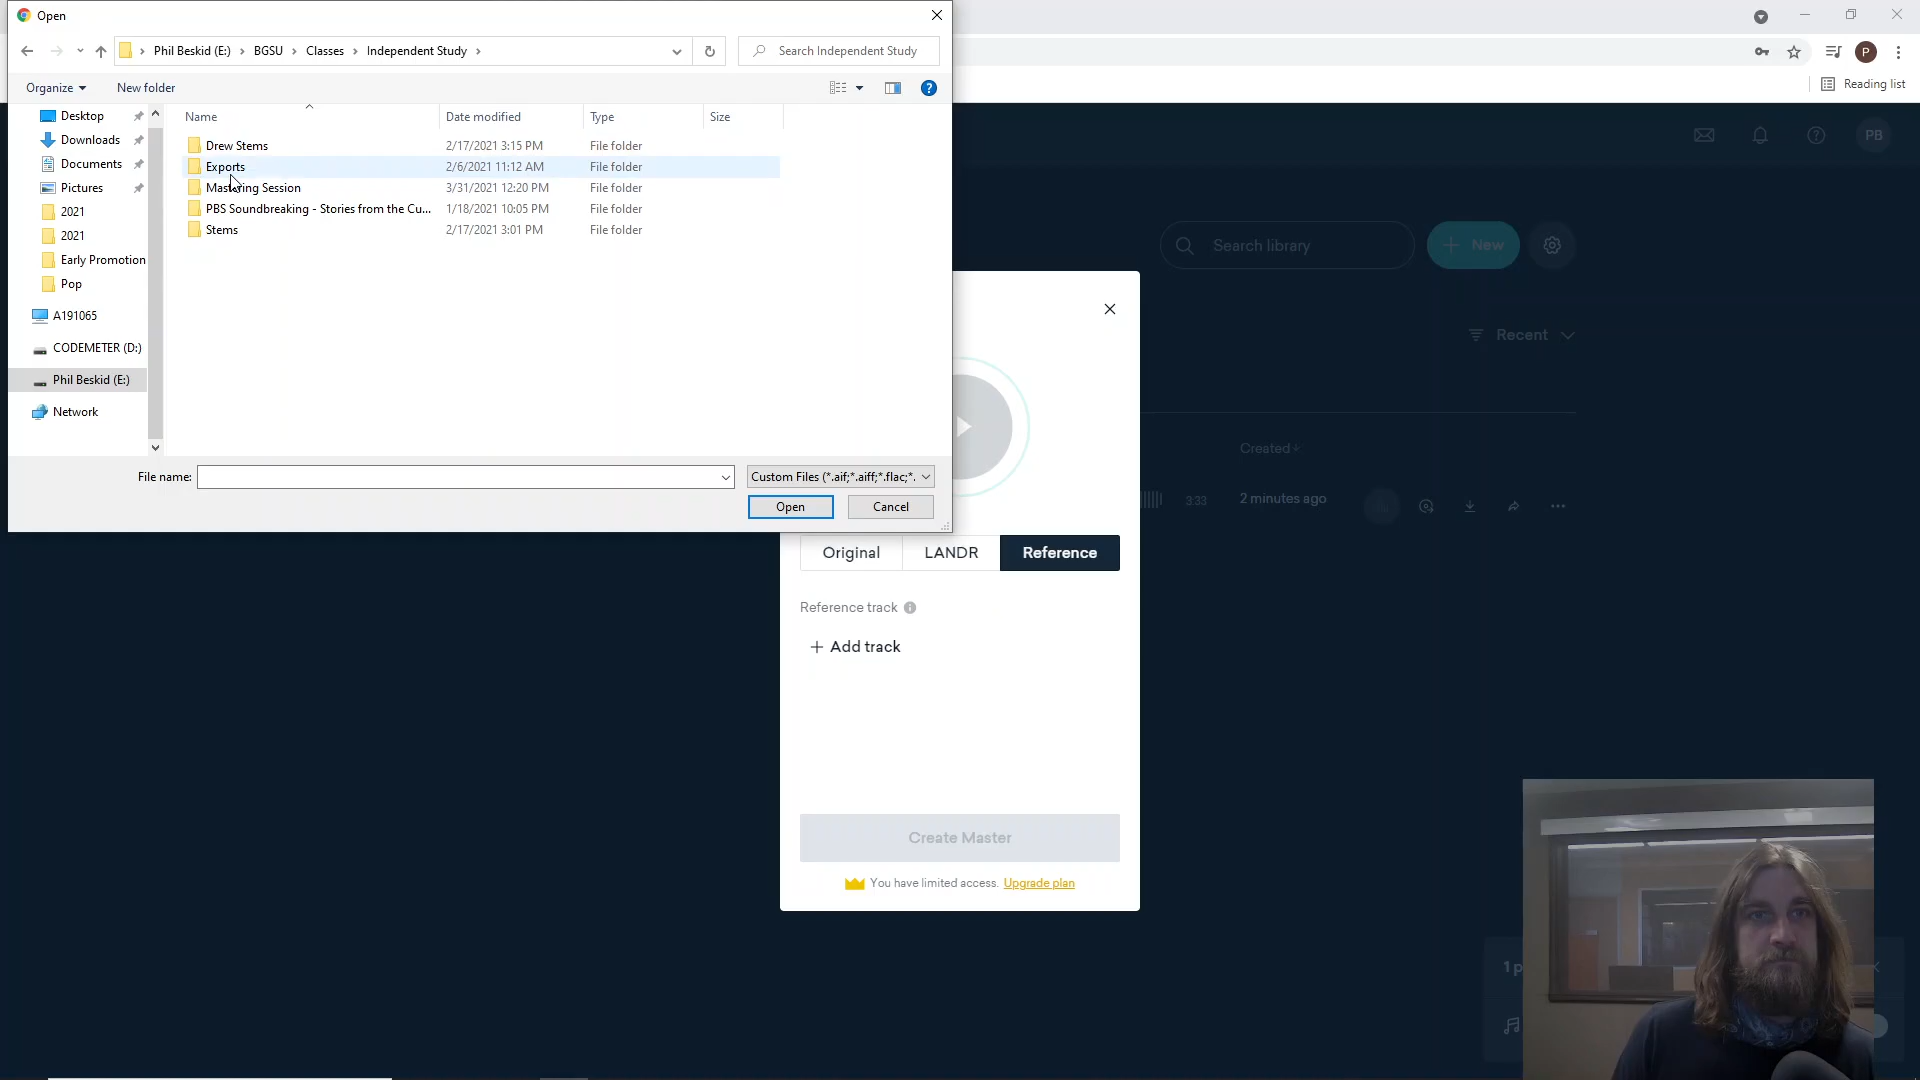 Open
Phil Beskid (E:) > BGSU > Classes > Independent Study >
Search Independent Study
Organize
New folder
Reading list
P
Name
Date modified
Type
Size
Desktop
Downloads
Documents
Pictures
2021
2021
Early Promotion
Pop
A191065
CODEMETER (D:)
Phil Beskid (E:)
Network
Drew Stems 2/17/2021 3:15 PM File folder
Exports 2/6/2021 11:12 AM File folder
Mastering Session 3/31/2021 12:20 PM File folder
PBS Soundbreaking - Stories from the Cu... 1/18/2021 10:05 PM File folder
Stems 2/17/2021 3:01 PM File folder
File name:
Custom Files (*.aif;*.aiff;*.flac;*.
Open
Cancel
PB
Search library
+ New
Recent
Created
3:33
2 minutes ago
Original
LANDR
Reference
Reference track
+ Add track
Create Master
You have limited access. Upgrade plan